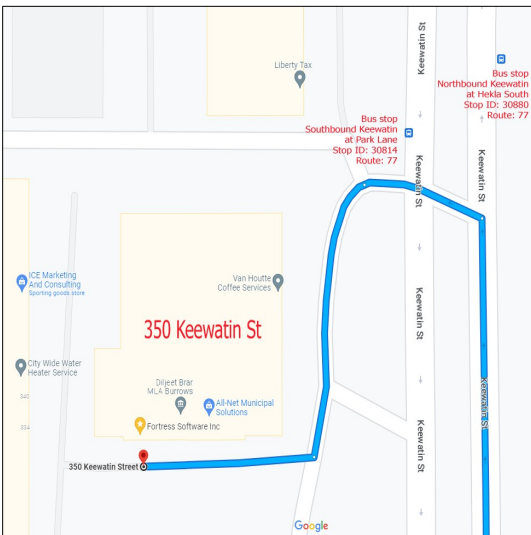 Liberty Tax
Keewatin St
Bus stop
Northbound Keewatin
at Hekla South
Stop ID: 30880
Route: 77
Bus stop
Southbound Keewatin
at Park Lane
Stop ID: 30814
Route: 77
Keewatin St
Keewatin St
ICE Marketing
And Consulting
Sporting goods store
Van Houtte
Coffee Services
Keewatin St
350 Keewatin St
City Wide Water
Heater Service
Diljeet Brar
MLA Burrows
All-Net Municipal
Solutions
Keewatin St
340
334
Fortress Software Inc
Keewatin St
350 Keewatin Street
Google